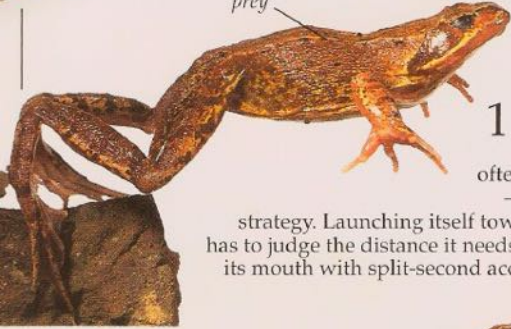 prey
1
ofte
strategy. Launching itself tow
has to judge the distance it needs
its mouth with split-second acc